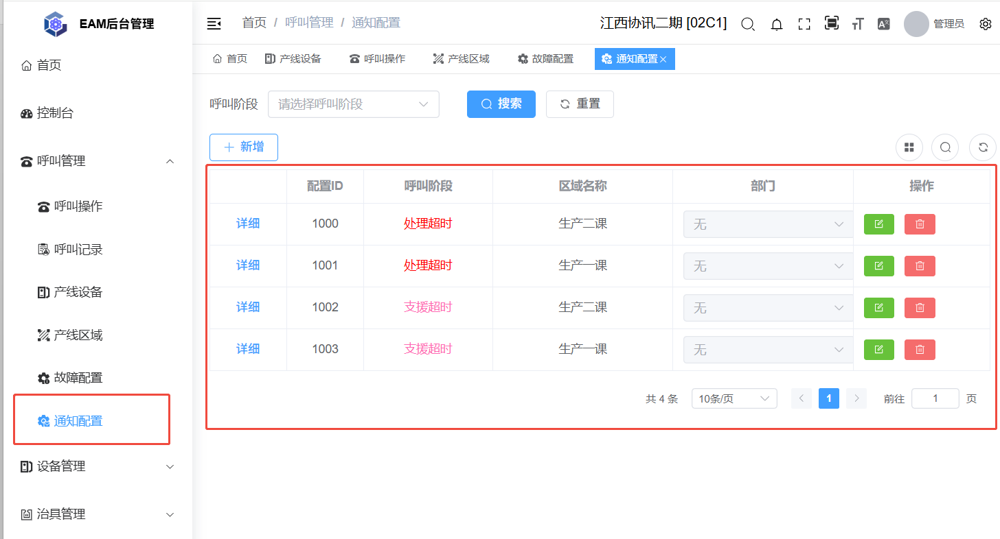 EAM后台管理
首页 / 呼叫管理 / 通知配置
江西协讯二期 [02C1]
管理员
首页
产线设备
呼叫操作
产线区域
故障配置
通知配置
首页
控制台
呼叫管理
呼叫操作
呼叫记录
产线设备
产线区域
故障配置
通知配置
设备管理
治具管理
呼叫阶段 请选择呼叫阶段 搜索 重置
新增
配置ID 呼叫阶段 区域名称 部门 操作
详细 1000 处理超时 生产二课 无
详细 1001 处理超时 生产一课 无
详细 1002 支援超时 生产二课 无
详细 1003 支援超时 生产一课 无
共 4 条 10条/页 1 前往 1 页